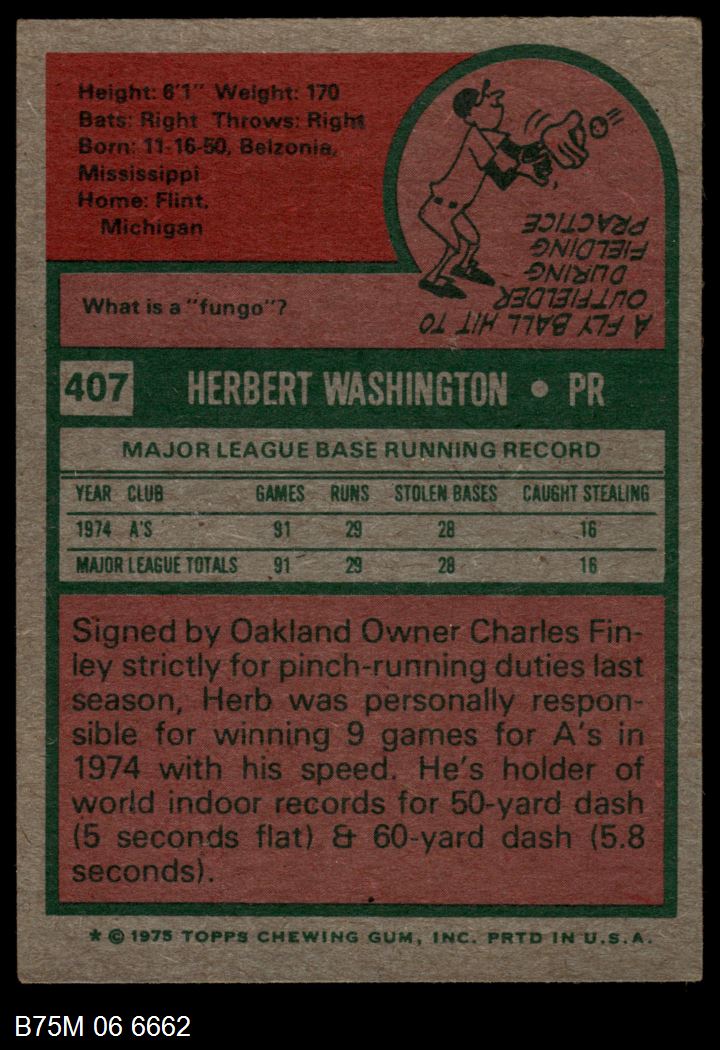 Height: 6'1" Weight: 170
Bats: Right Throws: Right
Born: 11-16-50, Belzonia,
Mississippi
Home: Flint,
Michigan
What is a "fungo"?
A FLY BALL HIT TO
OUTFIELDER
DURING
FIELDING
PRACTICE
407 HERBERT WASHINGTON • PR
MAJOR LEAGUE BASE RUNNING RECORD
YEAR CLUB GAMES RUNS STOLEN BASES CAUGHT STEALING
1974 A'S 91 29 28 16
MAJOR LEAGUE TOTALS 91 29 28 16
Signed by Oakland Owner Charles Fin-
ley strictly for pinch-running duties last
season, Herb was personally respon-
sible for winning 9 games for A's in
1974 with his speed. He's holder of
world indoor records for 50-yard dash
(5 seconds flat) & 60-yard dash (5.8
seconds).
* © 1975 TOPPS CHEWING GUM, INC. PRTD IN U.S.A.
B75M 06 6662